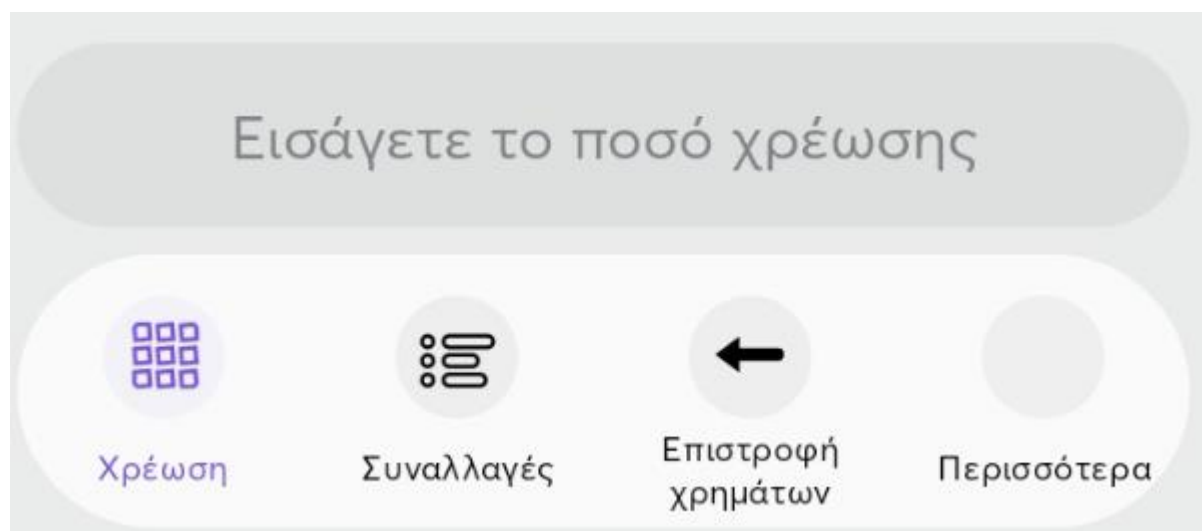 Εισάγετε το ποσό χρέωσης
Χρέωση
Συναλλαγές
Επιστροφή
χρημάτων
Περισσότερα